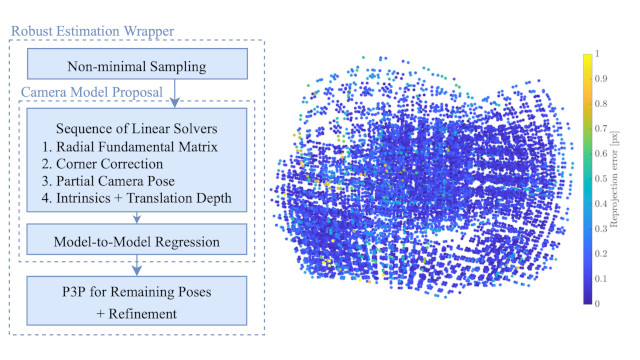 Robust Estimation Wrapper
Non-minimal Sampling
Camera Model Proposal
Sequence of Linear Solvers
1. Radial Fundamental Matrix
2. Corner Correction
3. Partial Camera Pose
4. Intrinsics + Translation Depth
Model-to-Model Regression
P3P for Remaining Poses
+ Refinement
1
0.9
0.8
0.7
0.6
0.5
0.4
0.3
0.2
0.1
0
Reprojection error [px]